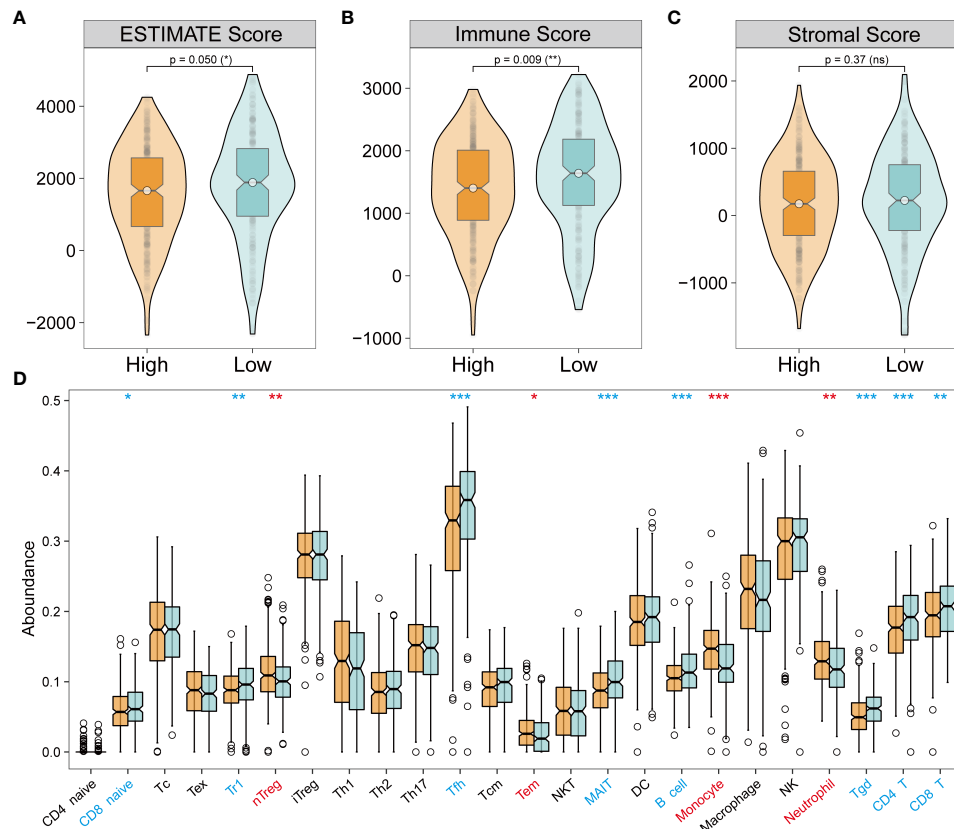 A
B
C
ESTIMATE Score
Immune Score
Stromal Score
p = 0.050 (*)
p = 0.009 (**)
p = 0.37 (ns)
4000
2000
0
−2000
3000
2000
1000
0
−1000
2000
1000
0
−1000
High Low
High Low
High Low
D
Aboundance
0.5
0.4
0.3
0.2
0.1
0.0
* ** ** *** * *** *** *** ** *** *** **
CD4 naive
CD8 naive
Tc
Tex
Tr1
nTreg
iTreg
Th1
Th2
Th17
Tfh
Tcm
Tem
NKT
MAIT
DC
B cell
Monocyte
Macrophage
NK
Neutrophil
Tgd
CD4 T
CD8 T